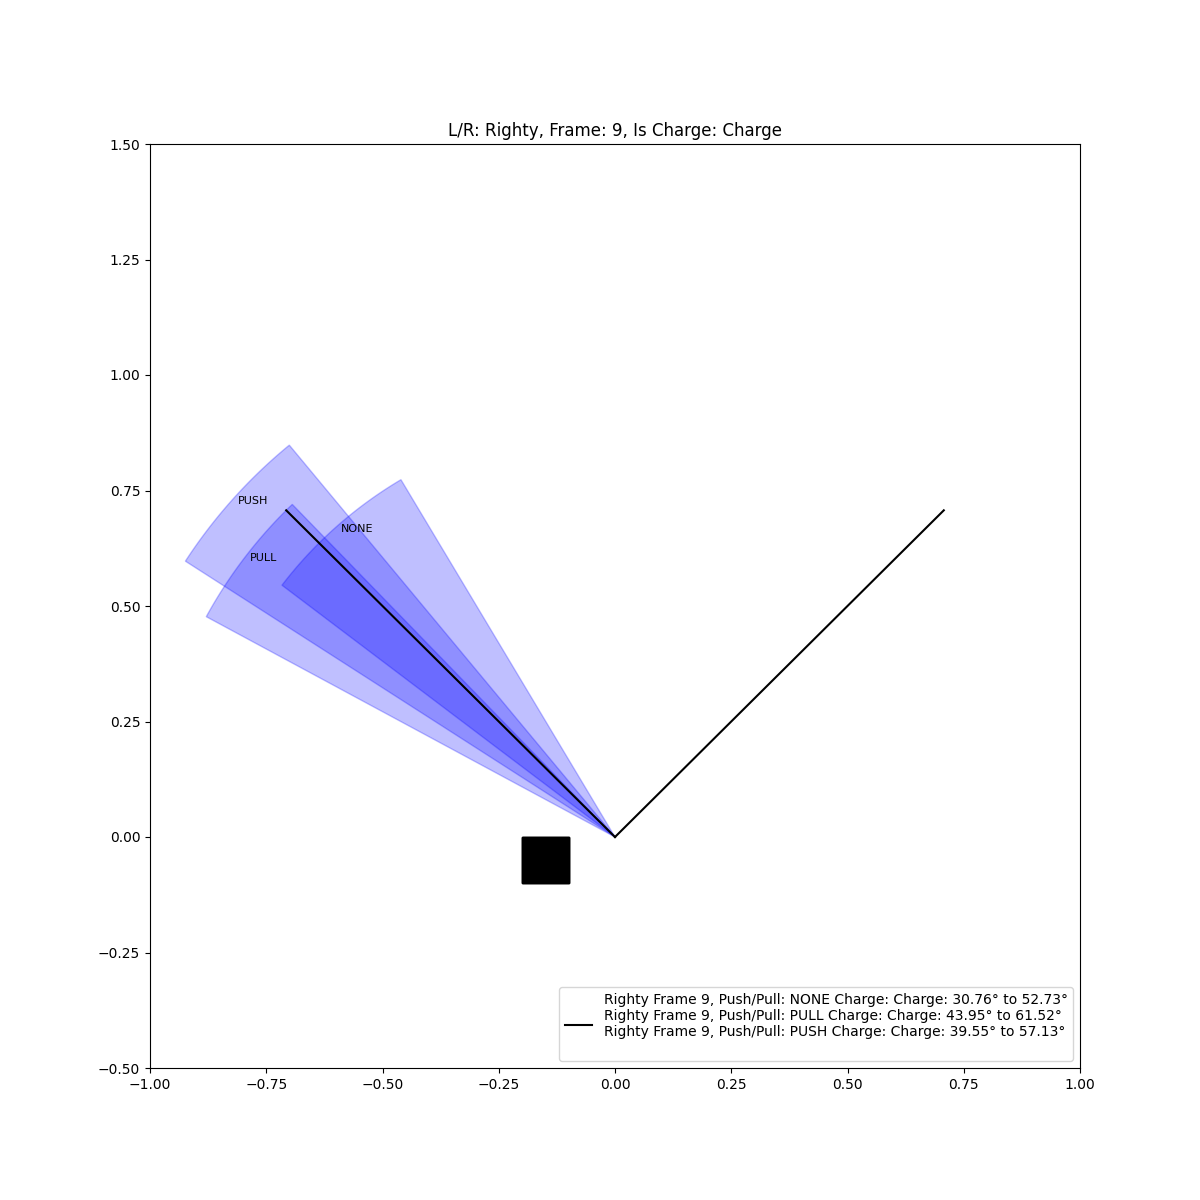 L/R: Righty, Frame: 9, Is Charge: Charge
1.50
1.25
1.00
0.75
0.50
0.25
0.00
−0.25
−0.50
PUSH
NONE
PULL
Righty Frame 9, Push/Pull: NONE Charge: Charge: 30.76° to 52.73°
Righty Frame 9, Push/Pull: PULL Charge: Charge: 43.95° to 61.52°
Righty Frame 9, Push/Pull: PUSH Charge: Charge: 39.55° to 57.13°
−1.00 −0.75 −0.50 −0.25 0.00 0.25 0.50 0.75 1.00